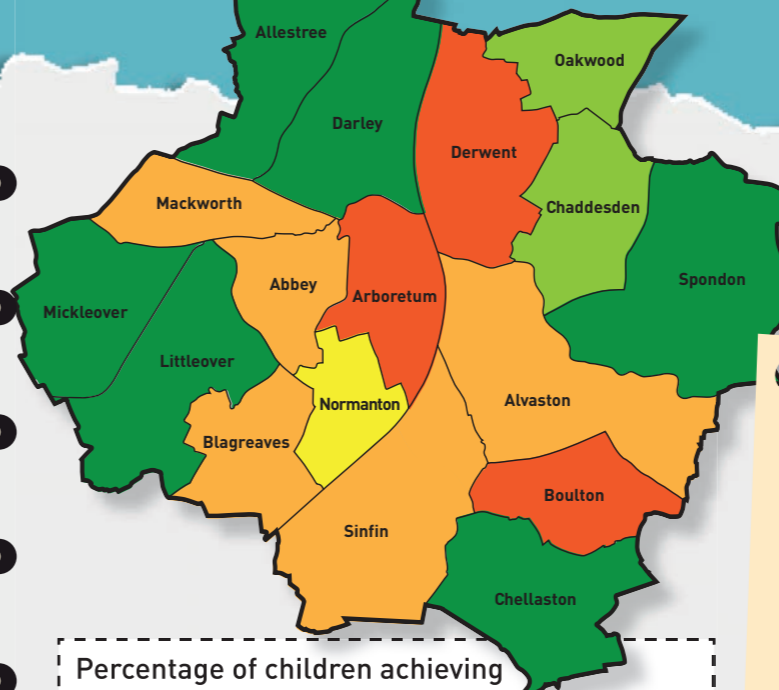 Allestree
Oakwood
Darley
Derwent
Mackworth
Chaddesden
Spondon
Abbey
Arboretum
Mickleover
Littleover
Normanton
Alvaston
Blagreaves
Boulton
Sinfin
Chellaston
Percentage of children achieving